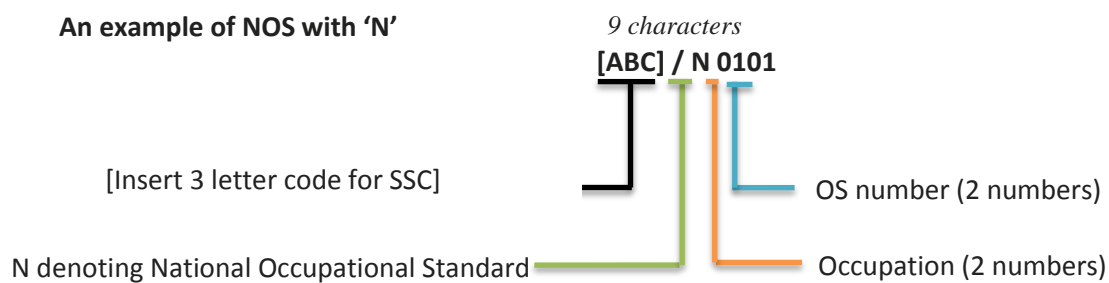 An example of NOS with ‘N’
9 characters
[ABC] / N 0101
[Insert 3 letter code for SSC]
OS number (2 numbers)
N denoting National Occupational Standard
Occupation (2 numbers)